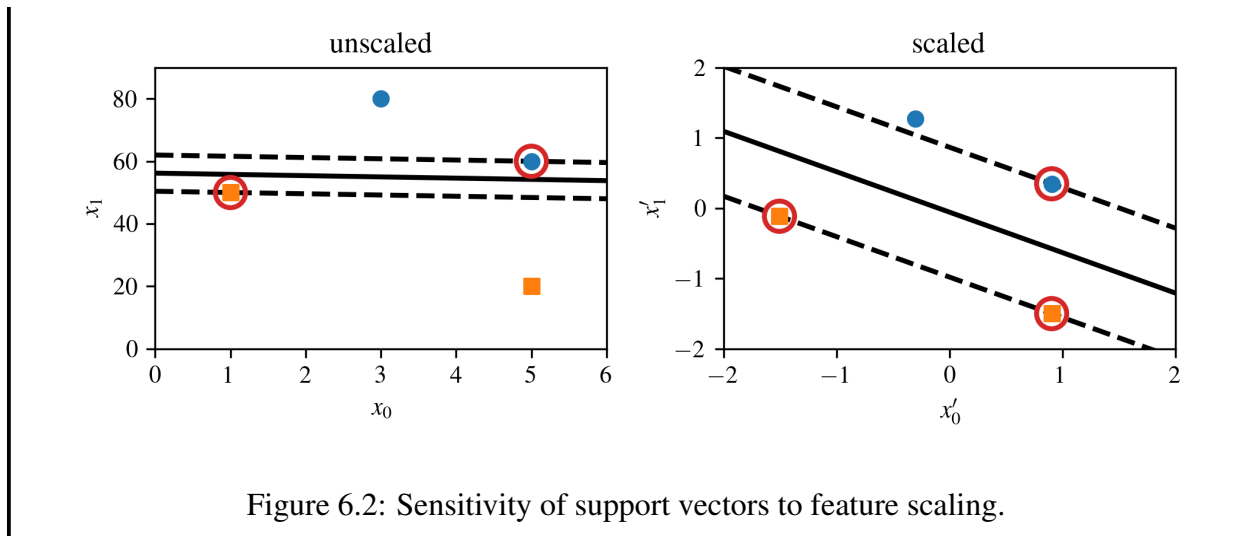 unscaled
80
60
40
20
0
x₁
0 1 2 3 4 5 6
x₀
scaled
2
1
0
−1
−2
x′₁
−2 −1 0 1 2
x′₀
Figure 6.2: Sensitivity of support vectors to feature scaling.